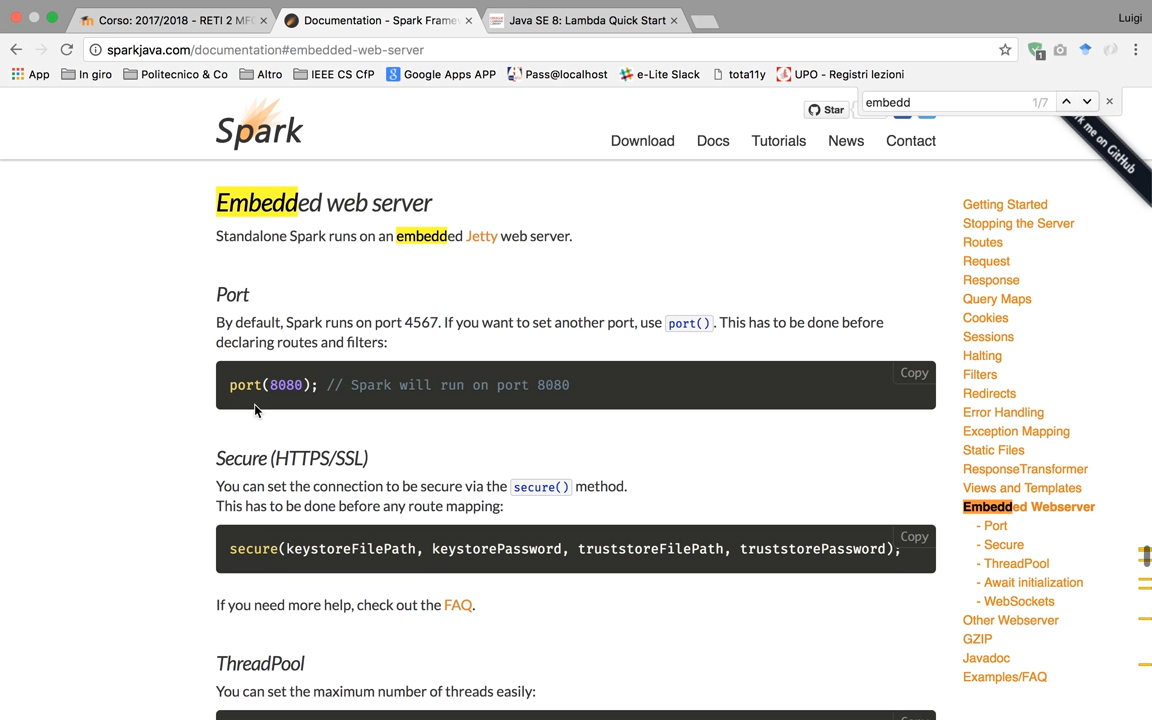 Corso: 2017/2018 - RETI 2 MFC
Documentation - Spark Frame
Java SE 8: Lambda Quick Start
Luigi
sparkjava.com/documentation#embedded-web-server
1
App
In giro
Politecnico & Co
Altro
IEEE CS CfP
Google Apps APP
Pass@localhost
e-Lite Slack
tota11y
UPO - Registri lezioni
embedd
1/7
Star
Spark
Download
Docs
Tutorials
News
Contact
me on GitHub
Embedded web server
Standalone Spark runs on an embedded Jetty web server.
Port
By default, Spark runs on port 4567. If you want to set another port, use port(). This has to be done before
declaring routes and filters:
Copy
port(8080); // Spark will run on port 8080
Secure (HTTPS/SSL)
You can set the connection to be secure via the secure() method.
This has to be done before any route mapping:
Copy
secure(keystoreFilePath, keystorePassword, truststoreFilePath, truststorePassword);
If you need more help, check out the FAQ.
ThreadPool
You can set the maximum number of threads easily:
Copy
Getting Started
Stopping the Server
Routes
Request
Response
Query Maps
Cookies
Sessions
Halting
Filters
Redirects
Error Handling
Exception Mapping
Static Files
ResponseTransformer
Views and Templates
Embedded Webserver
- Port
- Secure
- ThreadPool
- Await initialization
- WebSockets
Other Webserver
GZIP
Javadoc
Examples/FAQ